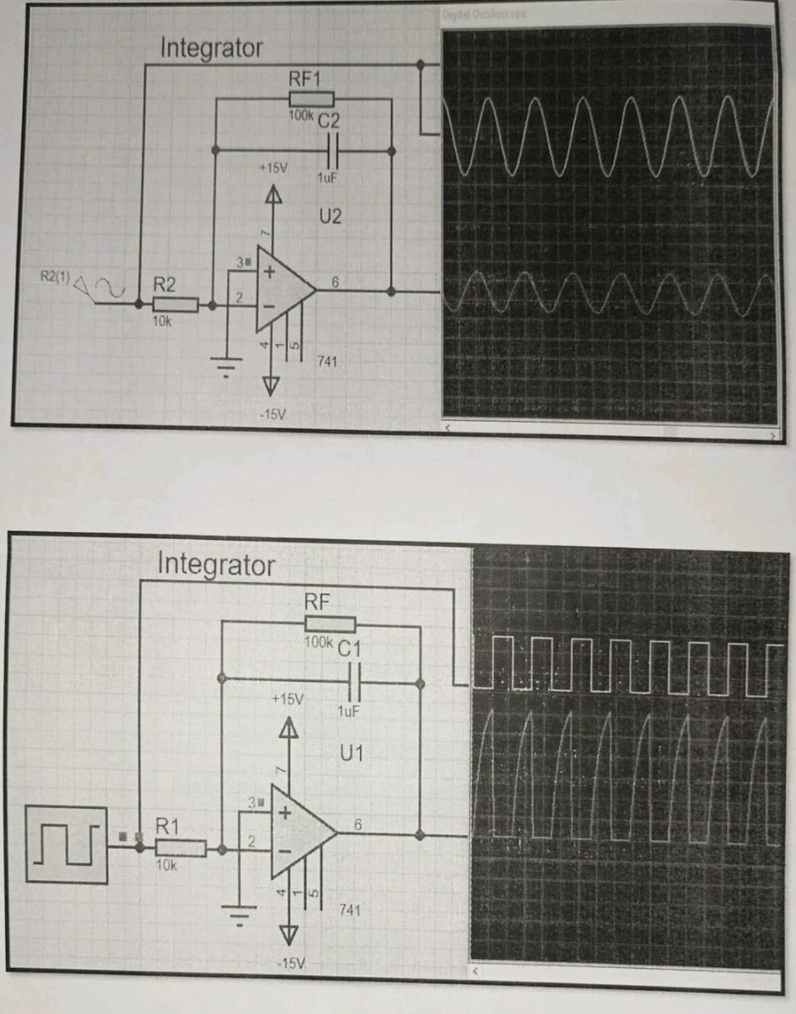 Digital Oscilloscope
Integrator
RF1
100k
C2
1uF
+15V
U2
7
3
6
R2(1)
R2
10k
2
4
1
5
741
-15V
Integrator
RF
100k
C1
1uF
+15V
U1
7
3
6
R1
10k
2
4
1
5
741
-15V